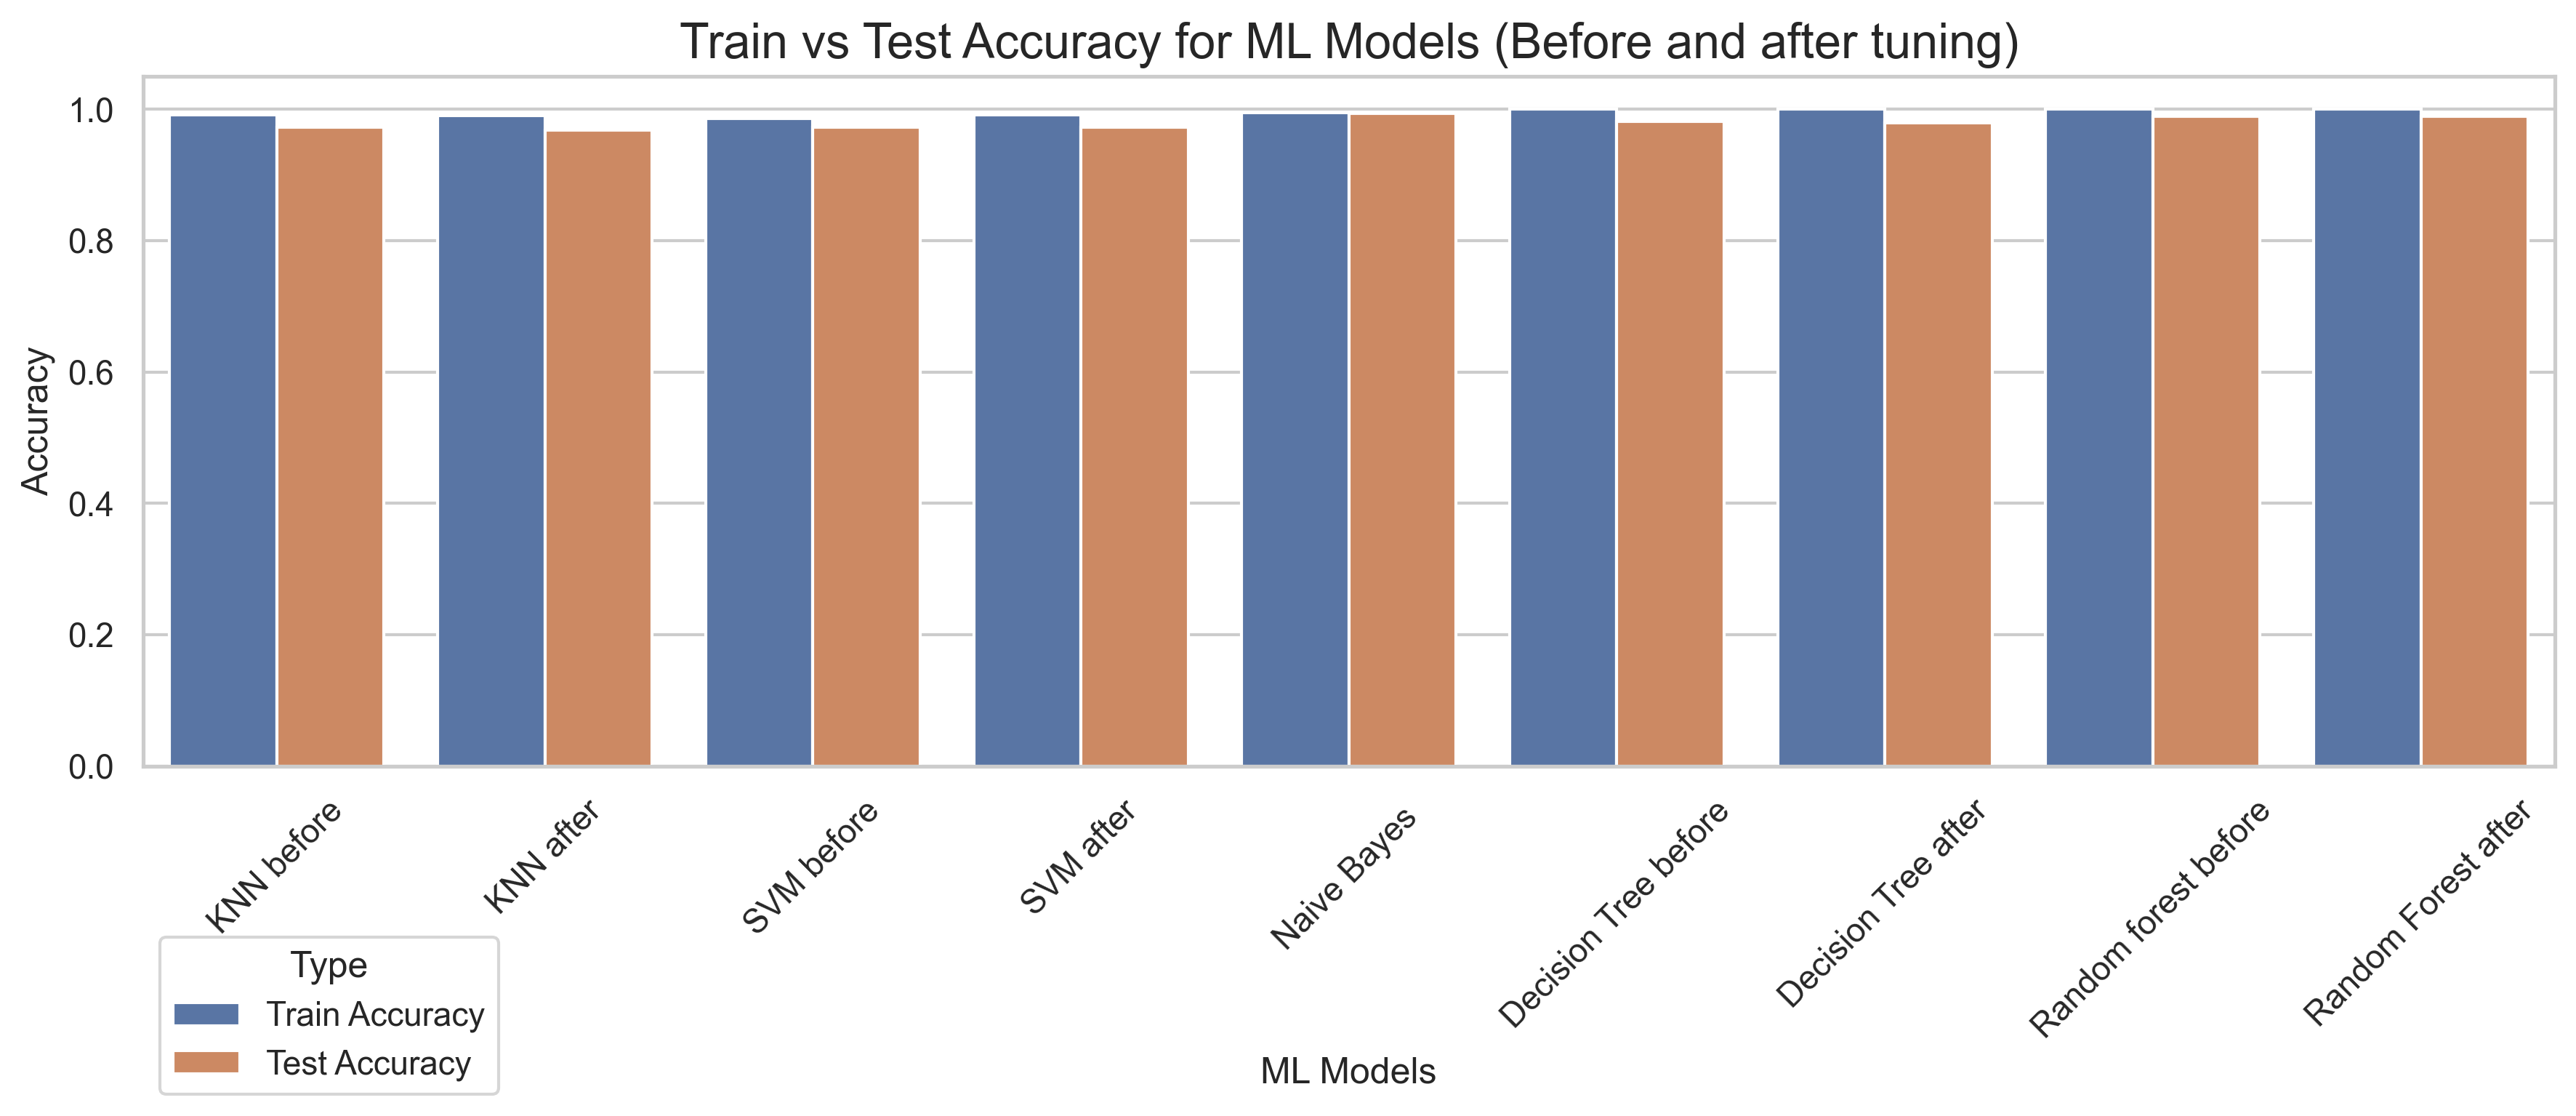 Train vs Test Accuracy for ML Models (Before and after tuning)
Accuracy
1.0
0.8
0.6
0.4
0.2
0.0
KNN before
KNN after
SVM before
SVM after
Naive Bayes
Decision Tree before
Decision Tree after
Random forest before
Random Forest after
Type
Train Accuracy
Test Accuracy
ML Models